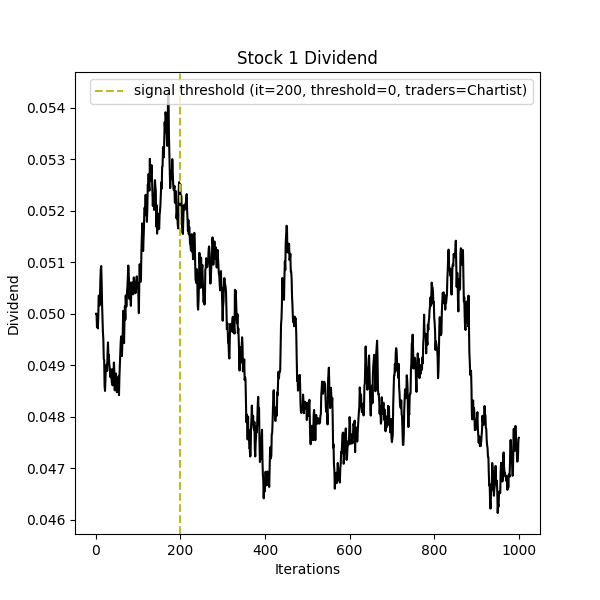 Stock 1 Dividend
signal threshold (it=200, threshold=0, traders=Chartist)
0.054
0.053
0.052
0.051
0.050
0.049
0.048
0.047
0.046
Dividend
0 200 400 600 800 1000
Iterations